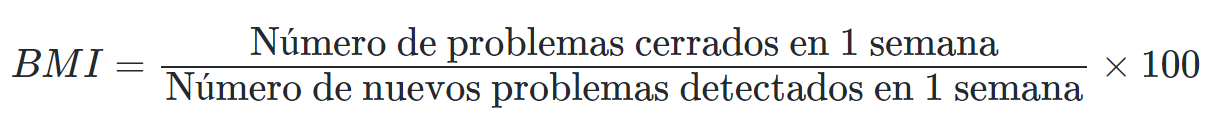 BMI = Número de problemas cerrados en 1 semana / Número de nuevos problemas detectados en 1 semana × 100